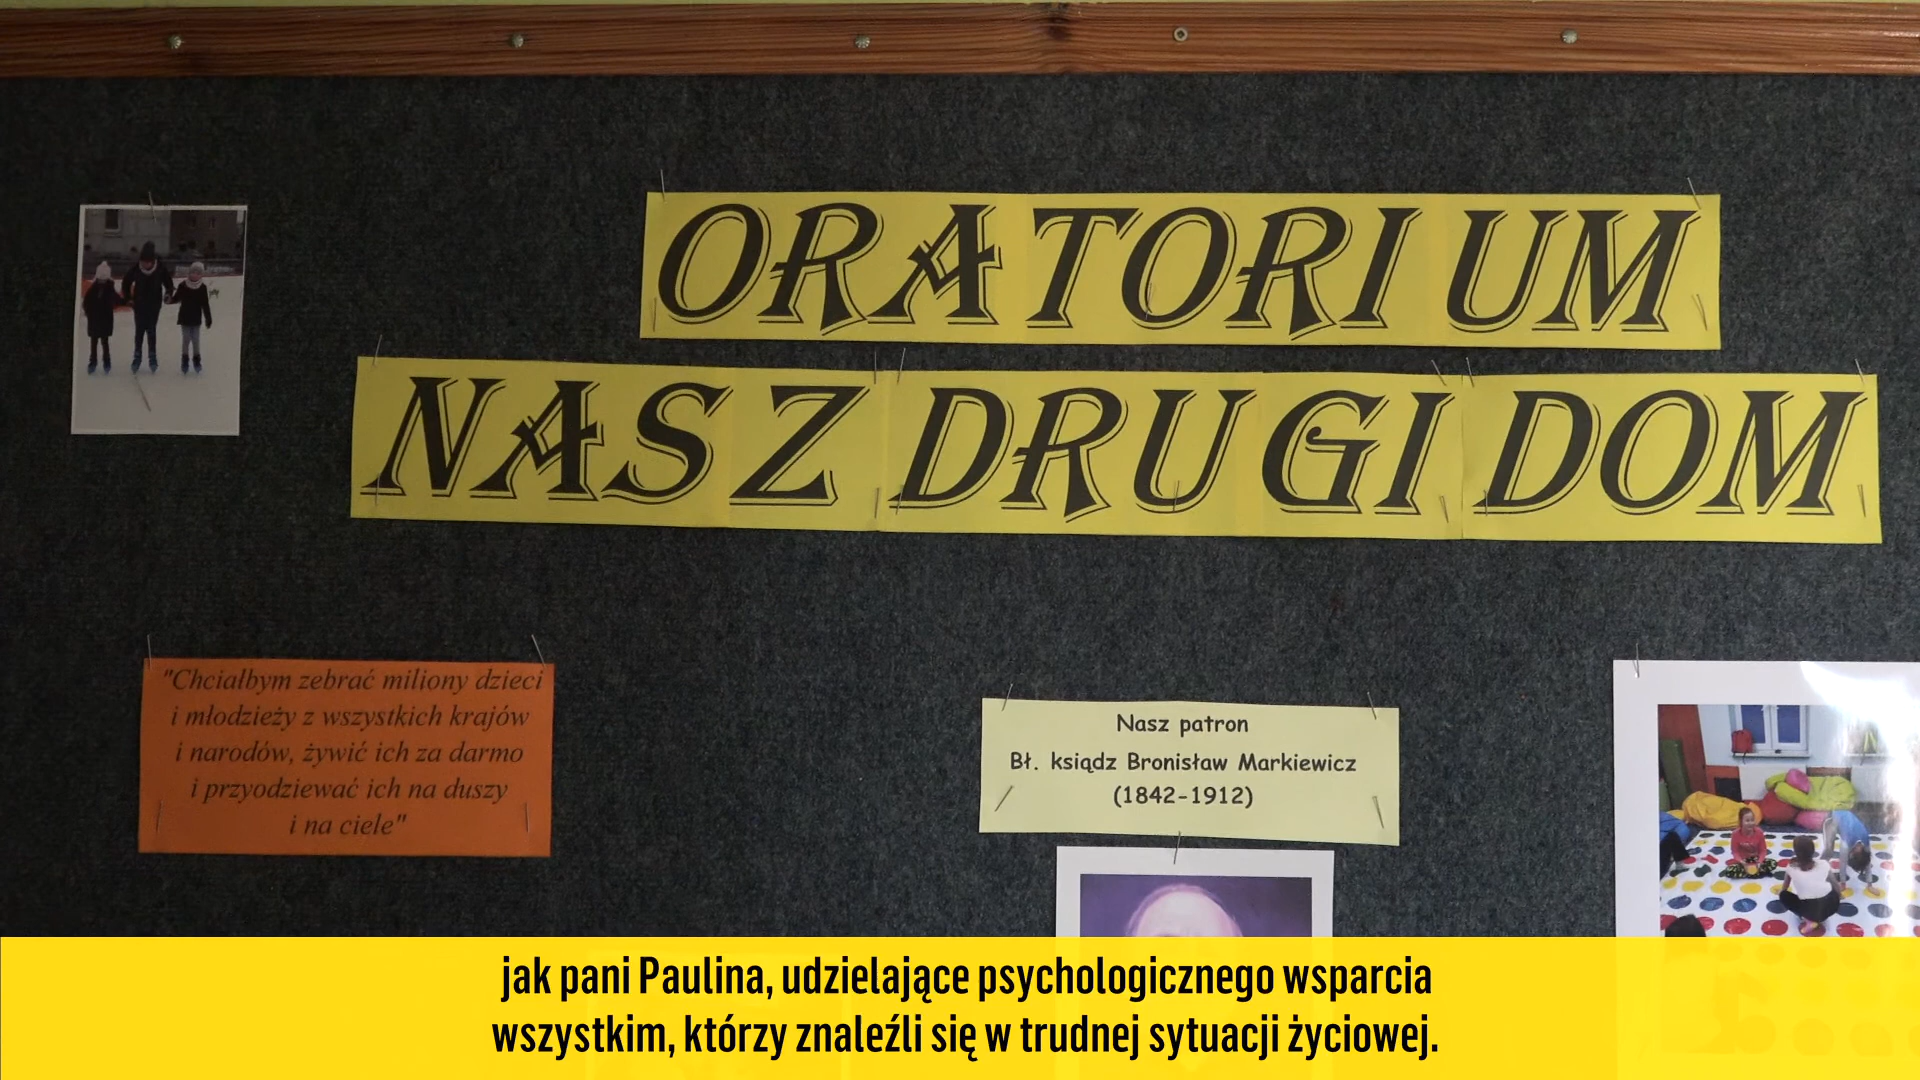 ORATORIUM
NASZ DRUGI DOM
"Chciałbym zebrać miliony dzieci
i młodzieży z wszystkich krajów
i narodów, żywić ich za darmo
i przyodziewać ich na duszy
i na ciele"
Nasz patron
Bł. ksiądz Bronisław Markiewicz
(1842-1912)
jak pani Paulina, udzielające psychologicznego wsparcia
wszystkim, którzy znaleźli się w trudnej sytuacji życiowej.